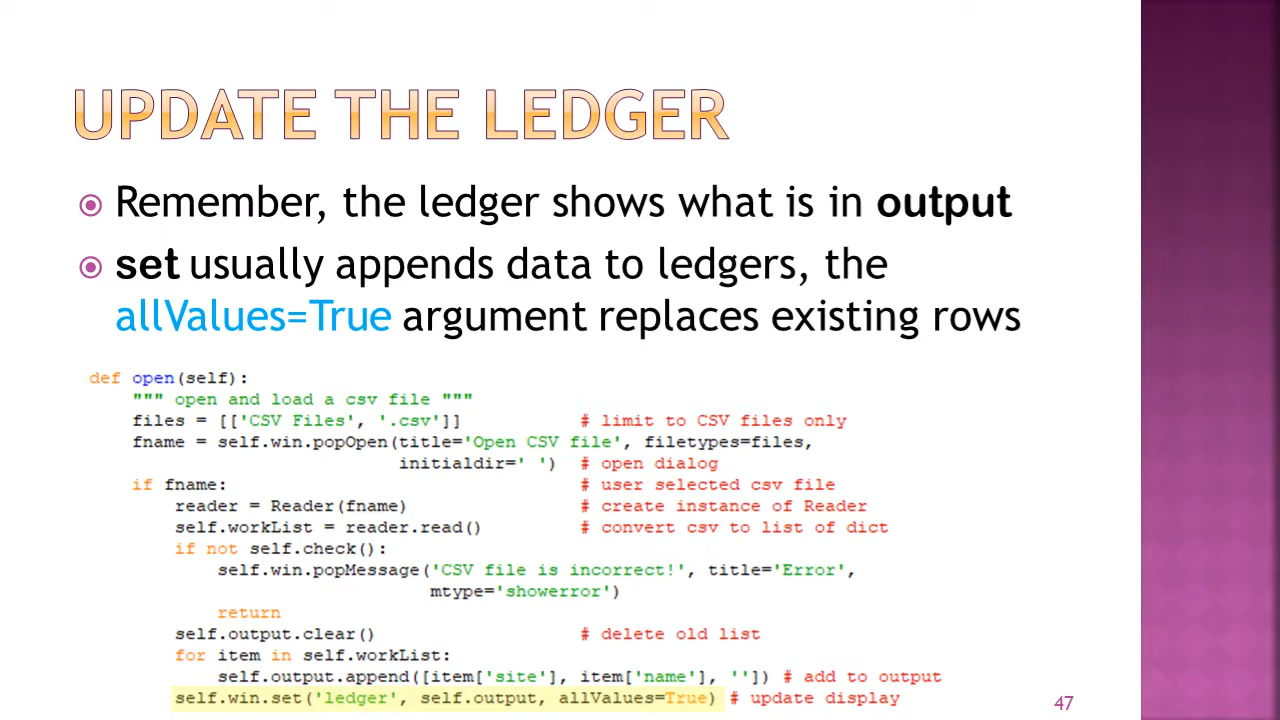 UPDATE THE LEDGER
Remember, the ledger shows what is in output
set usually appends data to ledgers, the
allValues=True argument replaces existing rows
def open(self):
    """ open and load a csv file """
    files = [['CSV Files', '.csv']]           # limit to CSV files only
    fname = self.win.popOpen(title='Open CSV file', filetypes=files,
                             initialdir=' ')  # open dialog
    if fname:                                 # user selected csv file
        reader = Reader(fname)                # create instance of Reader
        self.workList = reader.read()         # convert csv to list of dict
        if not self.check():
            self.win.popMessage('CSV file is incorrect!', title='Error',
                                mtype='showerror')
            return
        self.output.clear()                   # delete old list
        for item in self.workList:
            self.output.append([item['site'], item['name'], '']) # add to output
        self.win.set('ledger', self.output, allValues=True) # update display
47